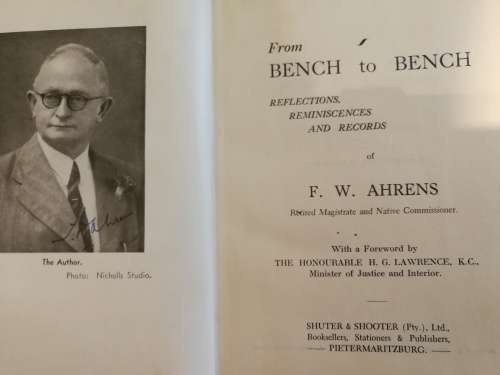 The Author.
Photo: Nicholls Studio.
From
BENCH to BENCH
REFLECTIONS,
REMINISCENCES
AND RECORDS
of
F. W. AHRENS
Retired Magistrate and Native Commissioner.
With a Foreword by
THE HONOURABLE H. G. LAWRENCE, K.C.,
Minister of Justice and Interior.
SHUTER & SHOOTER (Pty.), Ltd.,
Booksellers, Stationers & Publishers,
PIETERMARITZBURG.